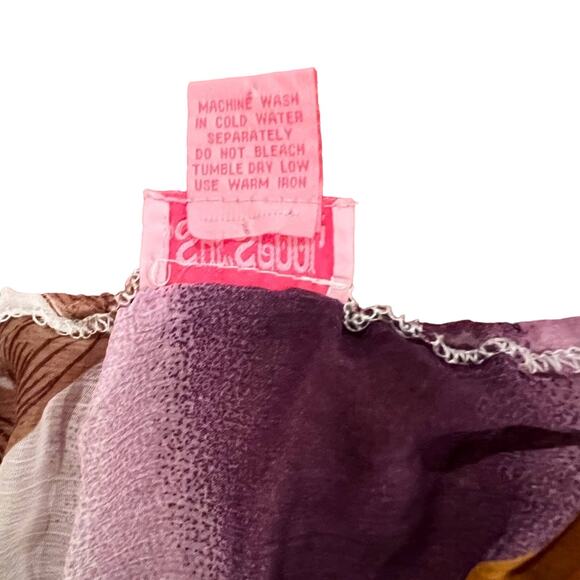 MACHINE WASH
IN COLD WATER
SEPARATELY
DO NOT BLEACH
TUMBLE DRY LOW
USE WARM IRON